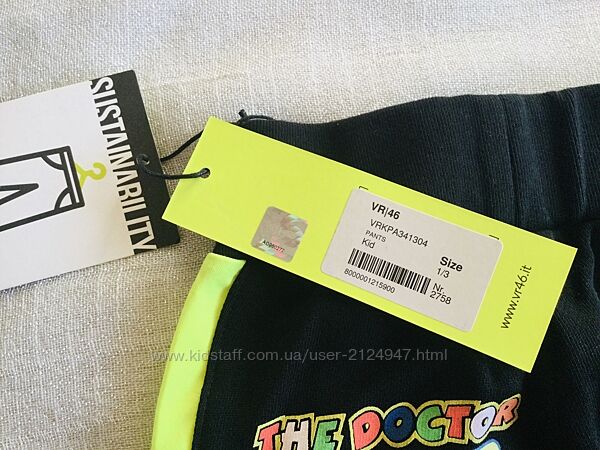 SUSTAINABILITY
VR|46
VRKPA341304
PANTS
Kid
Size
1/3
8000001215900
Nr.
2758
www.vr46.it
www.kidstaff.com.ua/user-2124947.html
THE DOCTOR